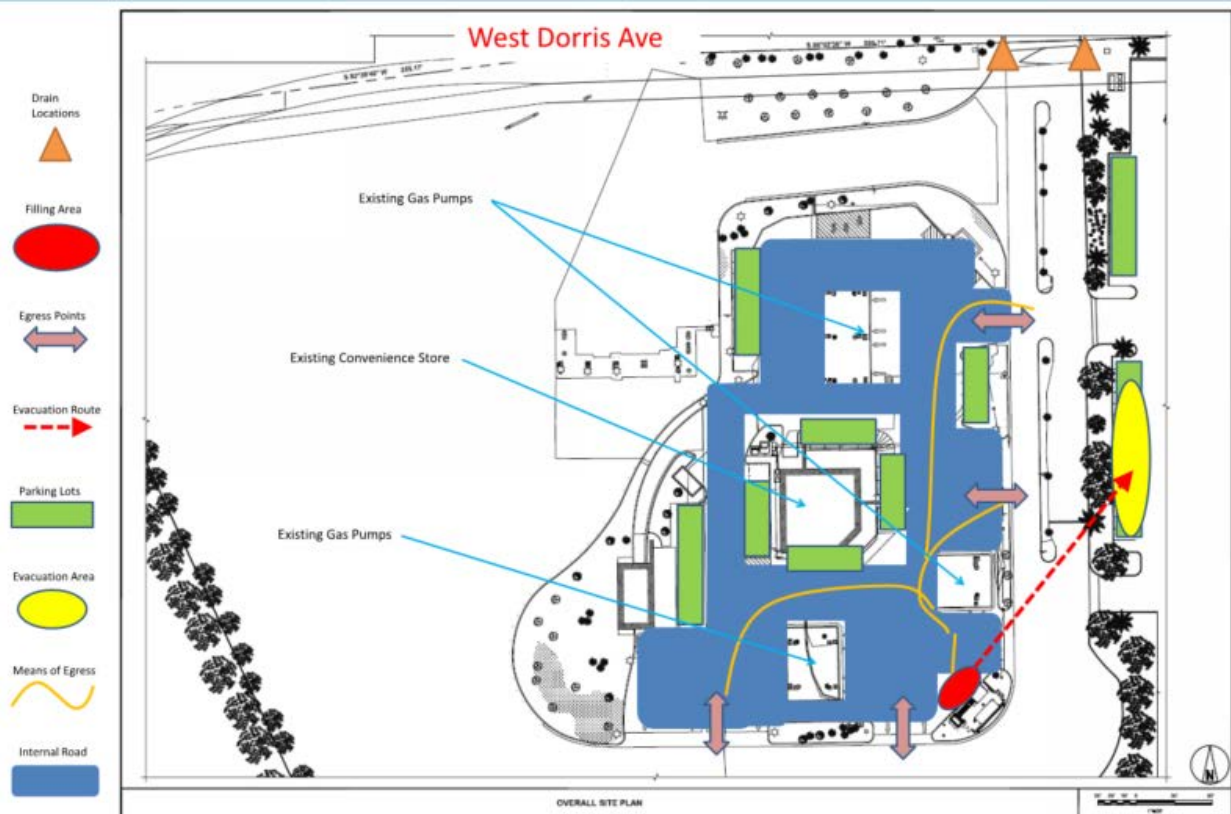 West Dorris Ave
Drain
Locations
Filling Area
Egress Points
Evacuation Route
Parking Lots
Evacuation Area
Means of Egress
Internal Road
Existing Gas Pumps
Existing Convenience Store
Existing Gas Pumps
OVERALL SITE PLAN
N